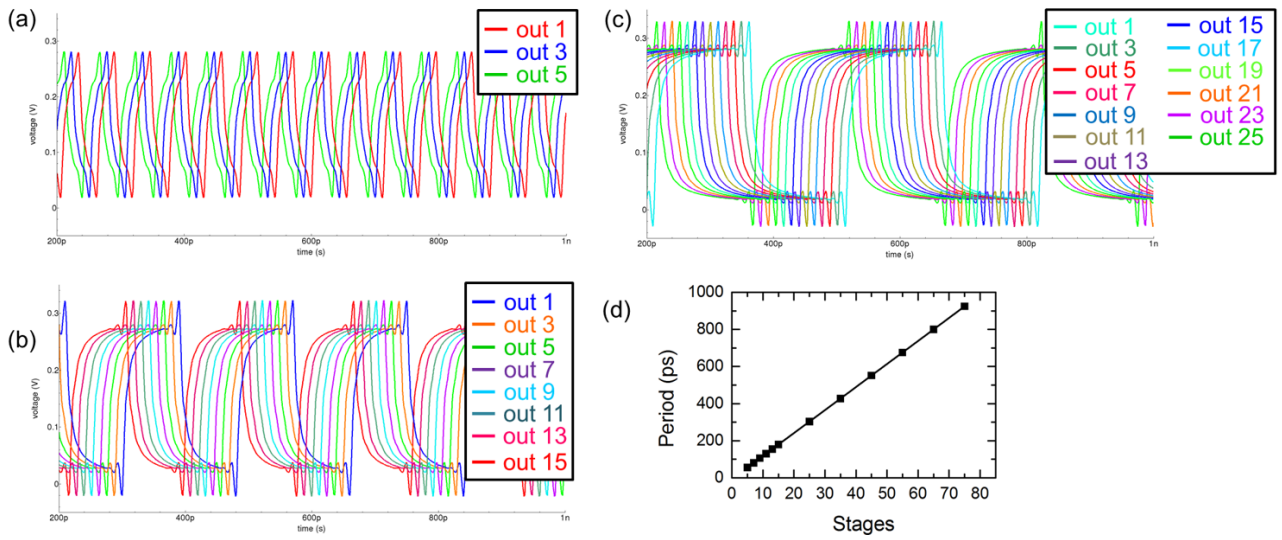 (a)
out 1
out 3
out 5
voltage (V)
0.3
0.2
0.1
0
200p 400p 600p 800p 1n
time (s)
(b)
out 1
out 3
out 5
out 7
out 9
out 11
out 13
out 15
voltage (V)
0.3
0.2
0.1
0
200p 400p 600p 800p 1n
time (s)
(c)
out 1 out 15
out 3 out 17
out 5 out 19
out 7 out 21
out 9 out 23
out 11 out 25
out 13
voltage (V)
0.3
0.2
0.1
0
200p 400p 600p 800p 1n
time (s)
(d)
Period (ps)
1000
800
600
400
200
0
0 10 20 30 40 50 60 70 80
Stages